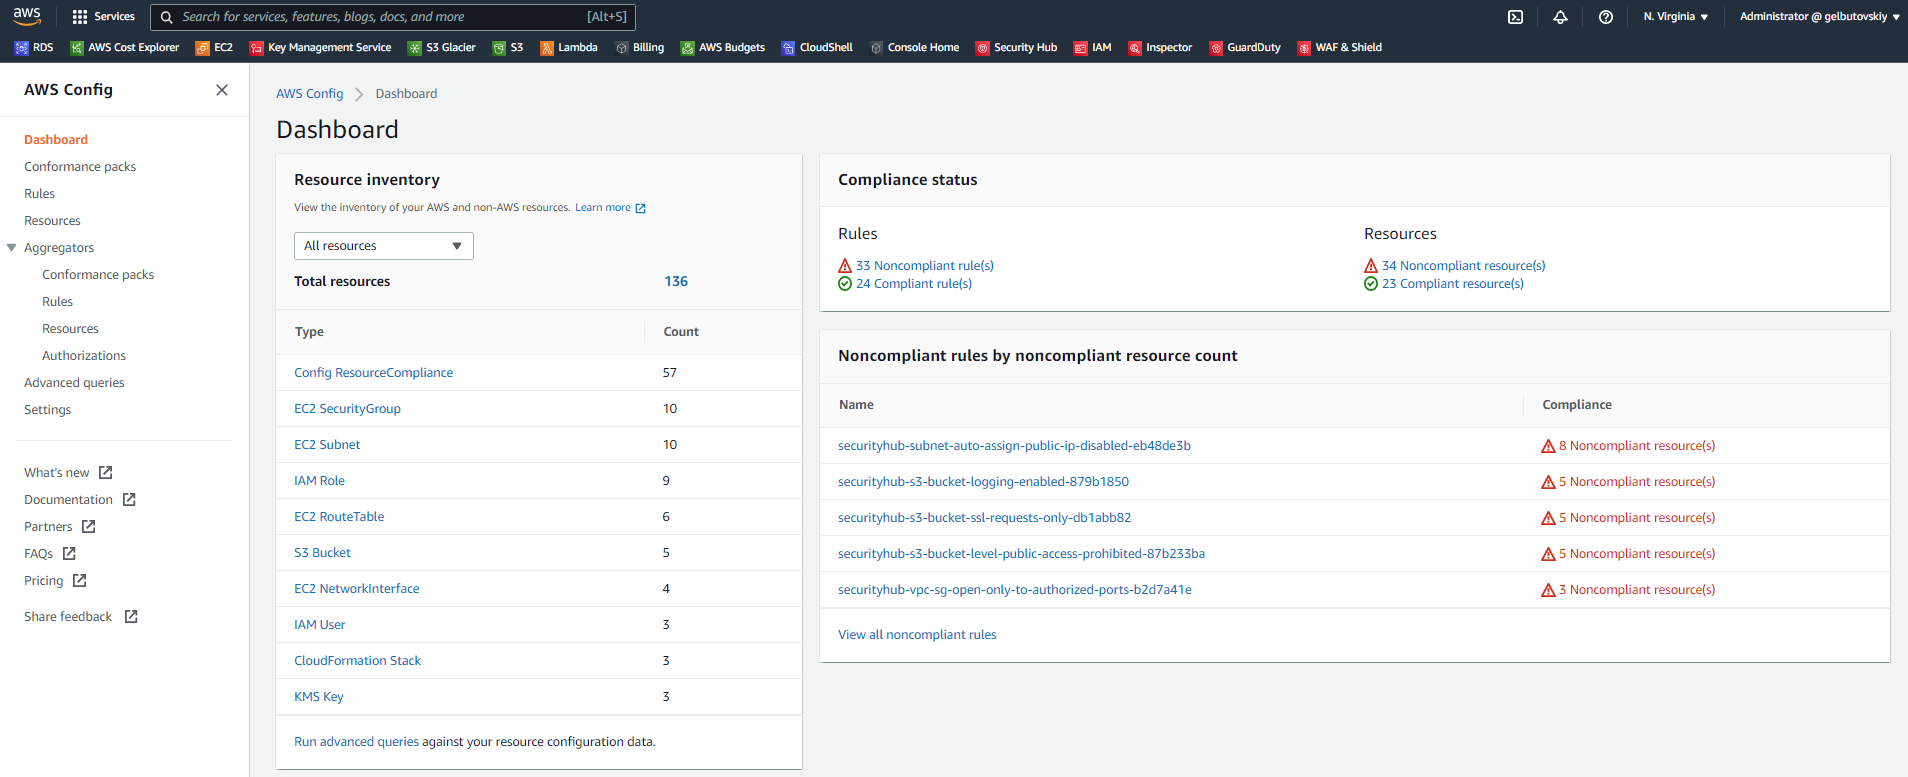 aws
Services
Search for services, features, blogs, docs, and more [Alt+S]
N. Virginia
Administrator @ gelbutovskiy
RDS AWS Cost Explorer EC2 Key Management Service S3 Glacier S3 Lambda Billing AWS Budgets CloudShell Console Home Security Hub IAM Inspector GuardDuty WAF & Shield
AWS Config
Dashboard
Conformance packs
Rules
Resources
Aggregators
Conformance packs
Rules
Resources
Authorizations
Advanced queries
Settings
What's new
Documentation
Partners
FAQs
Pricing
Share feedback
AWS Config Dashboard
Dashboard
Resource inventory
View the inventory of your AWS and non-AWS resources. Learn more
All resources
Total resources 136
Type Count
Config ResourceCompliance 57
EC2 SecurityGroup 10
EC2 Subnet 10
IAM Role 9
EC2 RouteTable 6
S3 Bucket 5
EC2 NetworkInterface 4
IAM User 3
CloudFormation Stack 3
KMS Key 3
Run advanced queries against your resource configuration data.
Compliance status
Rules
33 Noncompliant rule(s)
24 Compliant rule(s)
Resources
34 Noncompliant resource(s)
23 Compliant resource(s)
Noncompliant rules by noncompliant resource count
Name Compliance
securityhub-subnet-auto-assign-public-ip-disabled-eb48de3b 8 Noncompliant resource(s)
securityhub-s3-bucket-logging-enabled-879b1850 5 Noncompliant resource(s)
securityhub-s3-bucket-ssl-requests-only-db1abb82 5 Noncompliant resource(s)
securityhub-s3-bucket-level-public-access-prohibited-87b233ba 5 Noncompliant resource(s)
securityhub-vpc-sg-open-only-to-authorized-ports-b2d7a41e 3 Noncompliant resource(s)
View all noncompliant rules